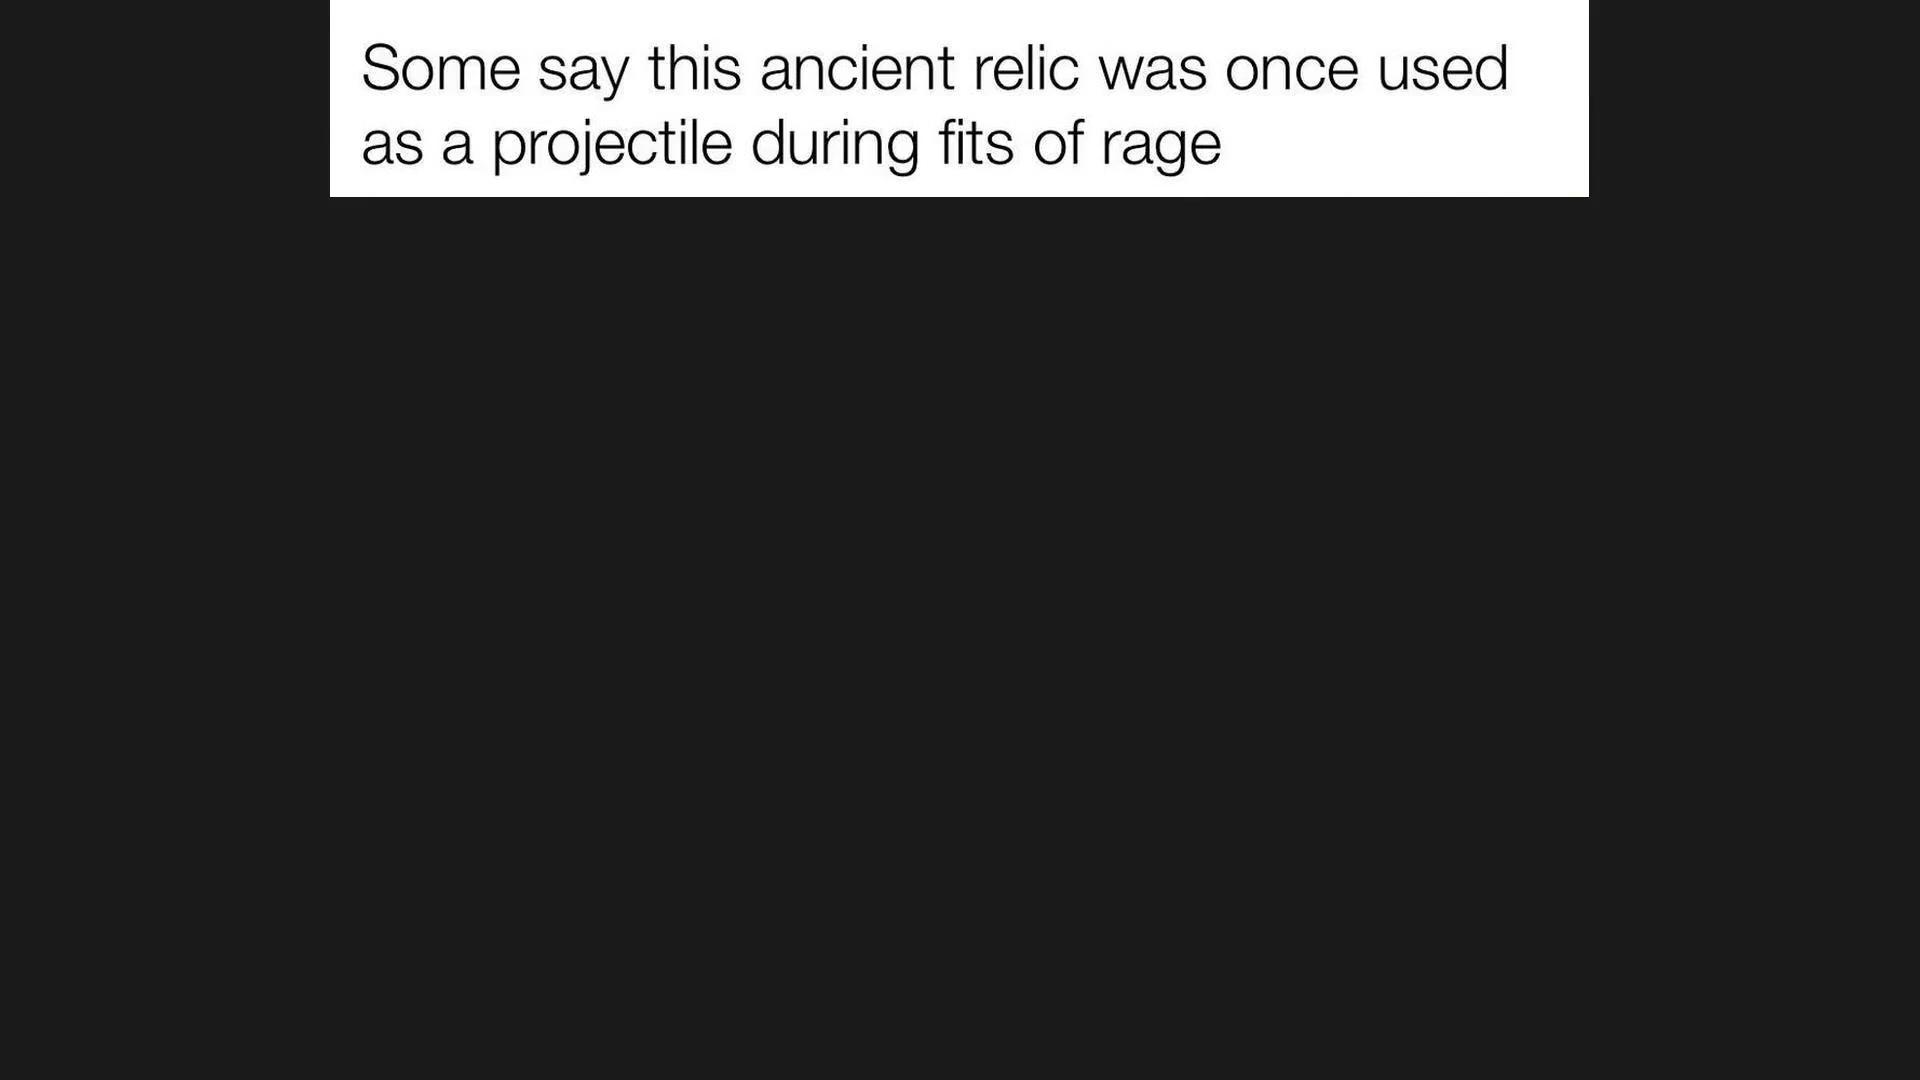 Some say this ancient relic was once used
as a projectile during fits of rage